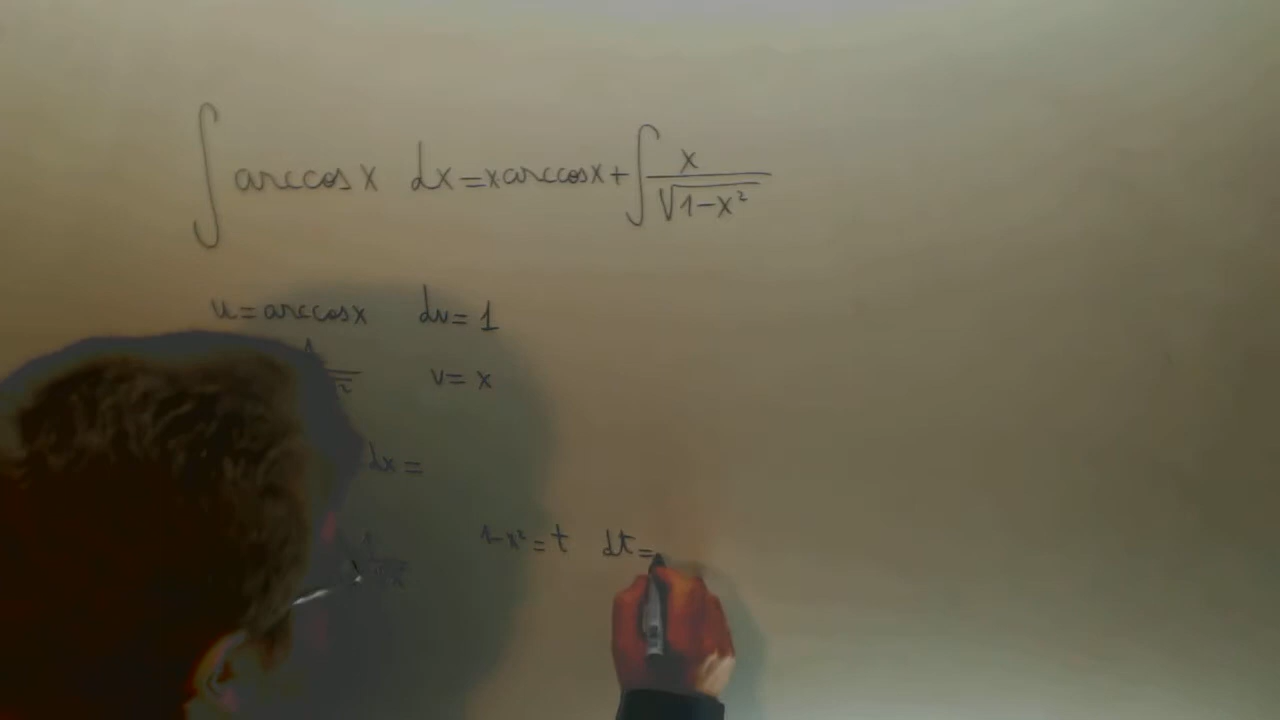 ∫ arccos x dx = x arccos x + ∫ x/√(1-x²)
u = arccos x dv = 1
v = x
dx =
1-x² = t dt =